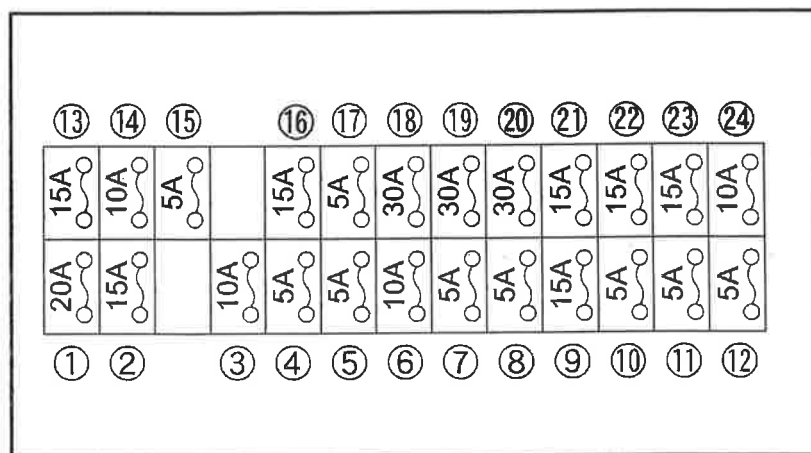 ⑬ ⑭ ⑮ ⑯ ⑰ ⑱ ⑲ ⑳ ㉑ ㉒ ㉓ ㉔
15A 10A 5A 15A 5A 30A 30A 30A 15A 15A 15A 10A
20A 15A 10A 5A 5A 10A 5A 5A 15A 5A 5A 5A
① ② ③ ④ ⑤ ⑥ ⑦ ⑧ ⑨ ⑩ ⑪ ⑫